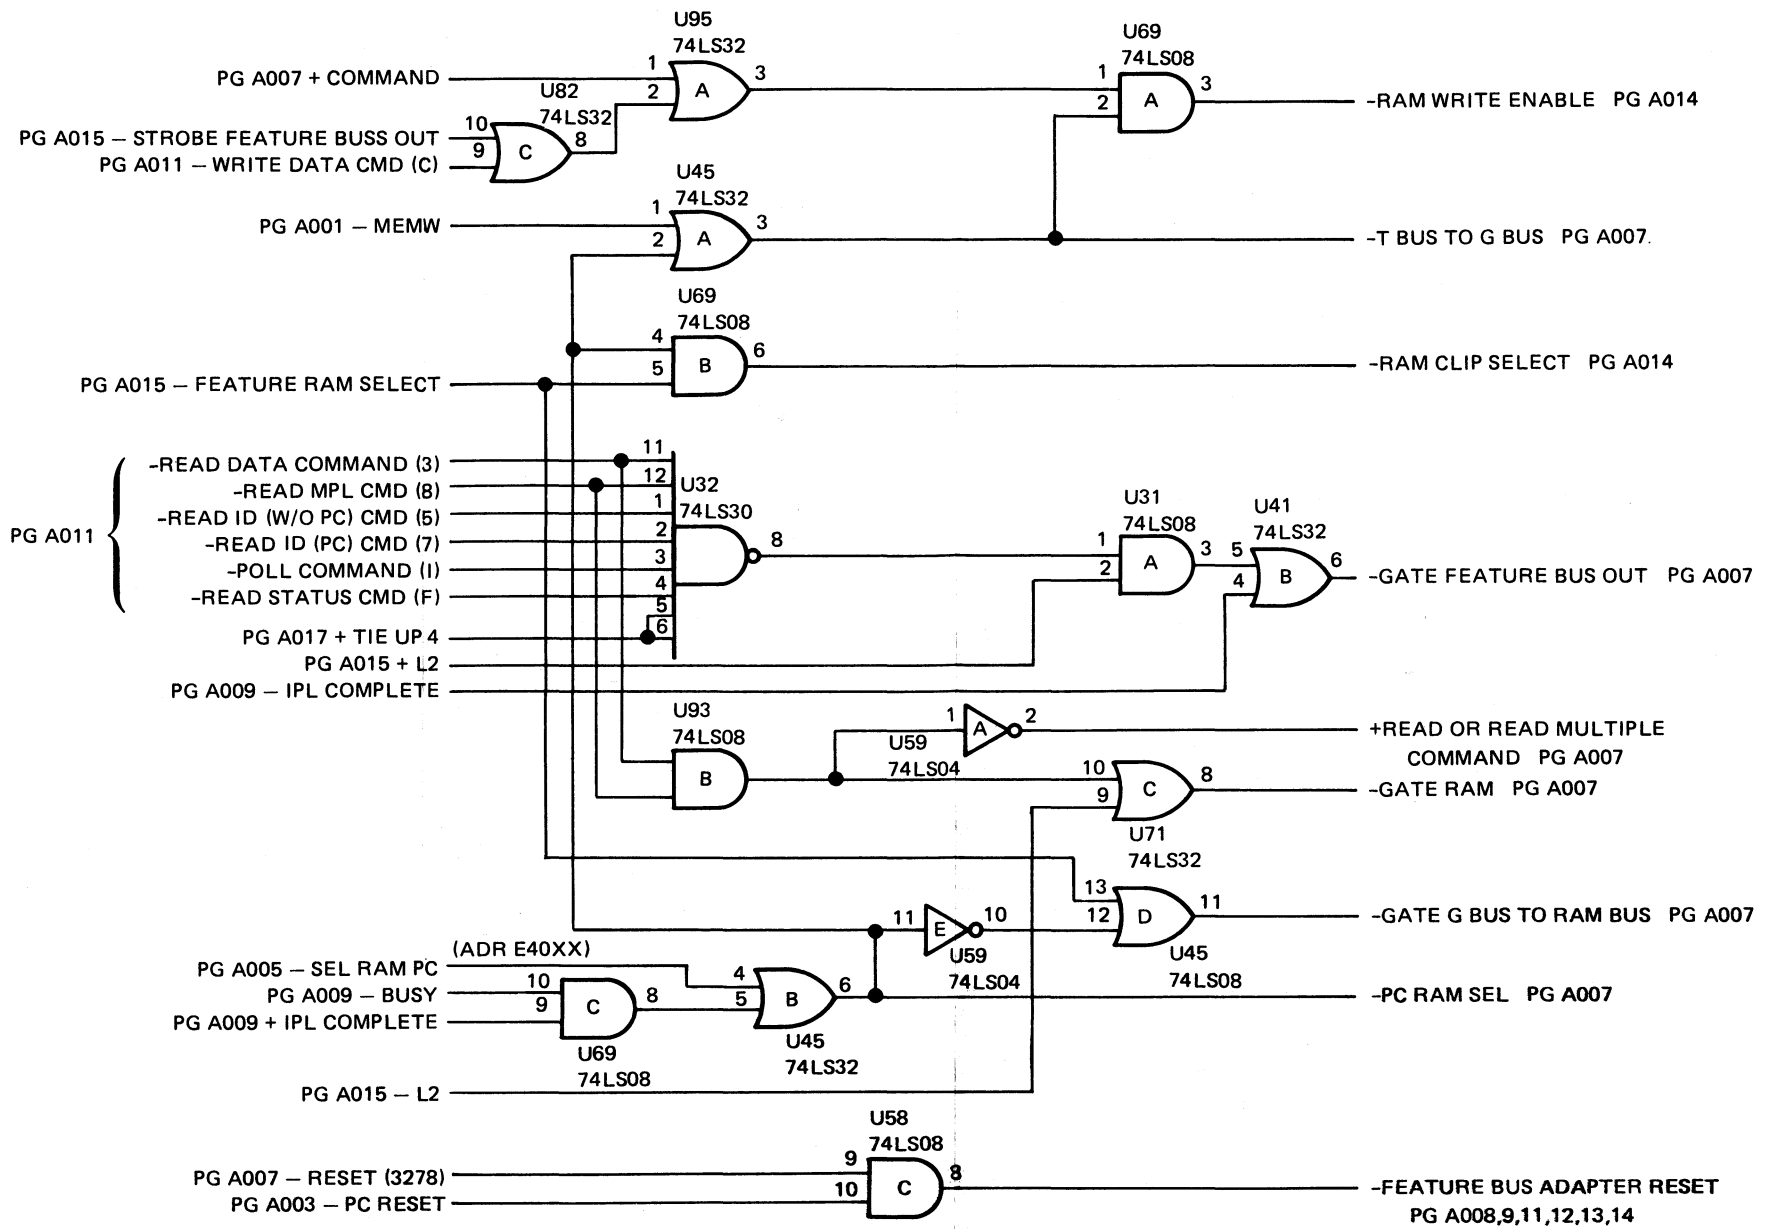 U95
74LS32
PG A007 + COMMAND
1
2
A
3
U82
74LS32
PG A015 — STROBE FEATURE BUSS OUT
PG A011 — WRITE DATA CMD (C)
10
9
C
8
U69
74LS08
1
2
A
3
-RAM WRITE ENABLE PG A014
U45
74LS32
PG A001 — MEMW
1
2
A
3
-T BUS TO G BUS PG A007.
U69
74LS08
4
5
B
6
-RAM CLIP SELECT PG A014
PG A015 — FEATURE RAM SELECT
PG A011
-READ DATA COMMAND (3)
-READ MPL CMD (8)
-READ ID (W/O PC) CMD (5)
-READ ID (PC) CMD (7)
-POLL COMMAND (I)
-READ STATUS CMD (F)
PG A017 + TIE UP 4
PG A015 + L2
PG A009 — IPL COMPLETE
11
12
1
2
3
4
5
6
U32
74LS30
8
U31
74LS08
1
2
A
3
U41
74LS32
5
4
B
6
-GATE FEATURE BUS OUT PG A007
U93
74LS08
B
1
A
2
U59
74LS04
+READ OR READ MULTIPLE
COMMAND PG A007
10
9
C
8
U71
74LS32
-GATE RAM PG A007
13
12
D
11
U45
74LS08
-GATE G BUS TO RAM BUS PG A007
11
E
10
U59
74LS04
(ADR E40XX)
PG A005 — SEL RAM PC
PG A009 — BUSY
PG A009 + IPL COMPLETE
10
9
C
8
U69
74LS08
4
5
B
6
U45
74LS32
-PC RAM SEL PG A007
PG A015 — L2
U58
74LS08
PG A007 — RESET (3278)
PG A003 — PC RESET
9
10
C
8
-FEATURE BUS ADAPTER RESET
PG A008,9,11,12,13,14